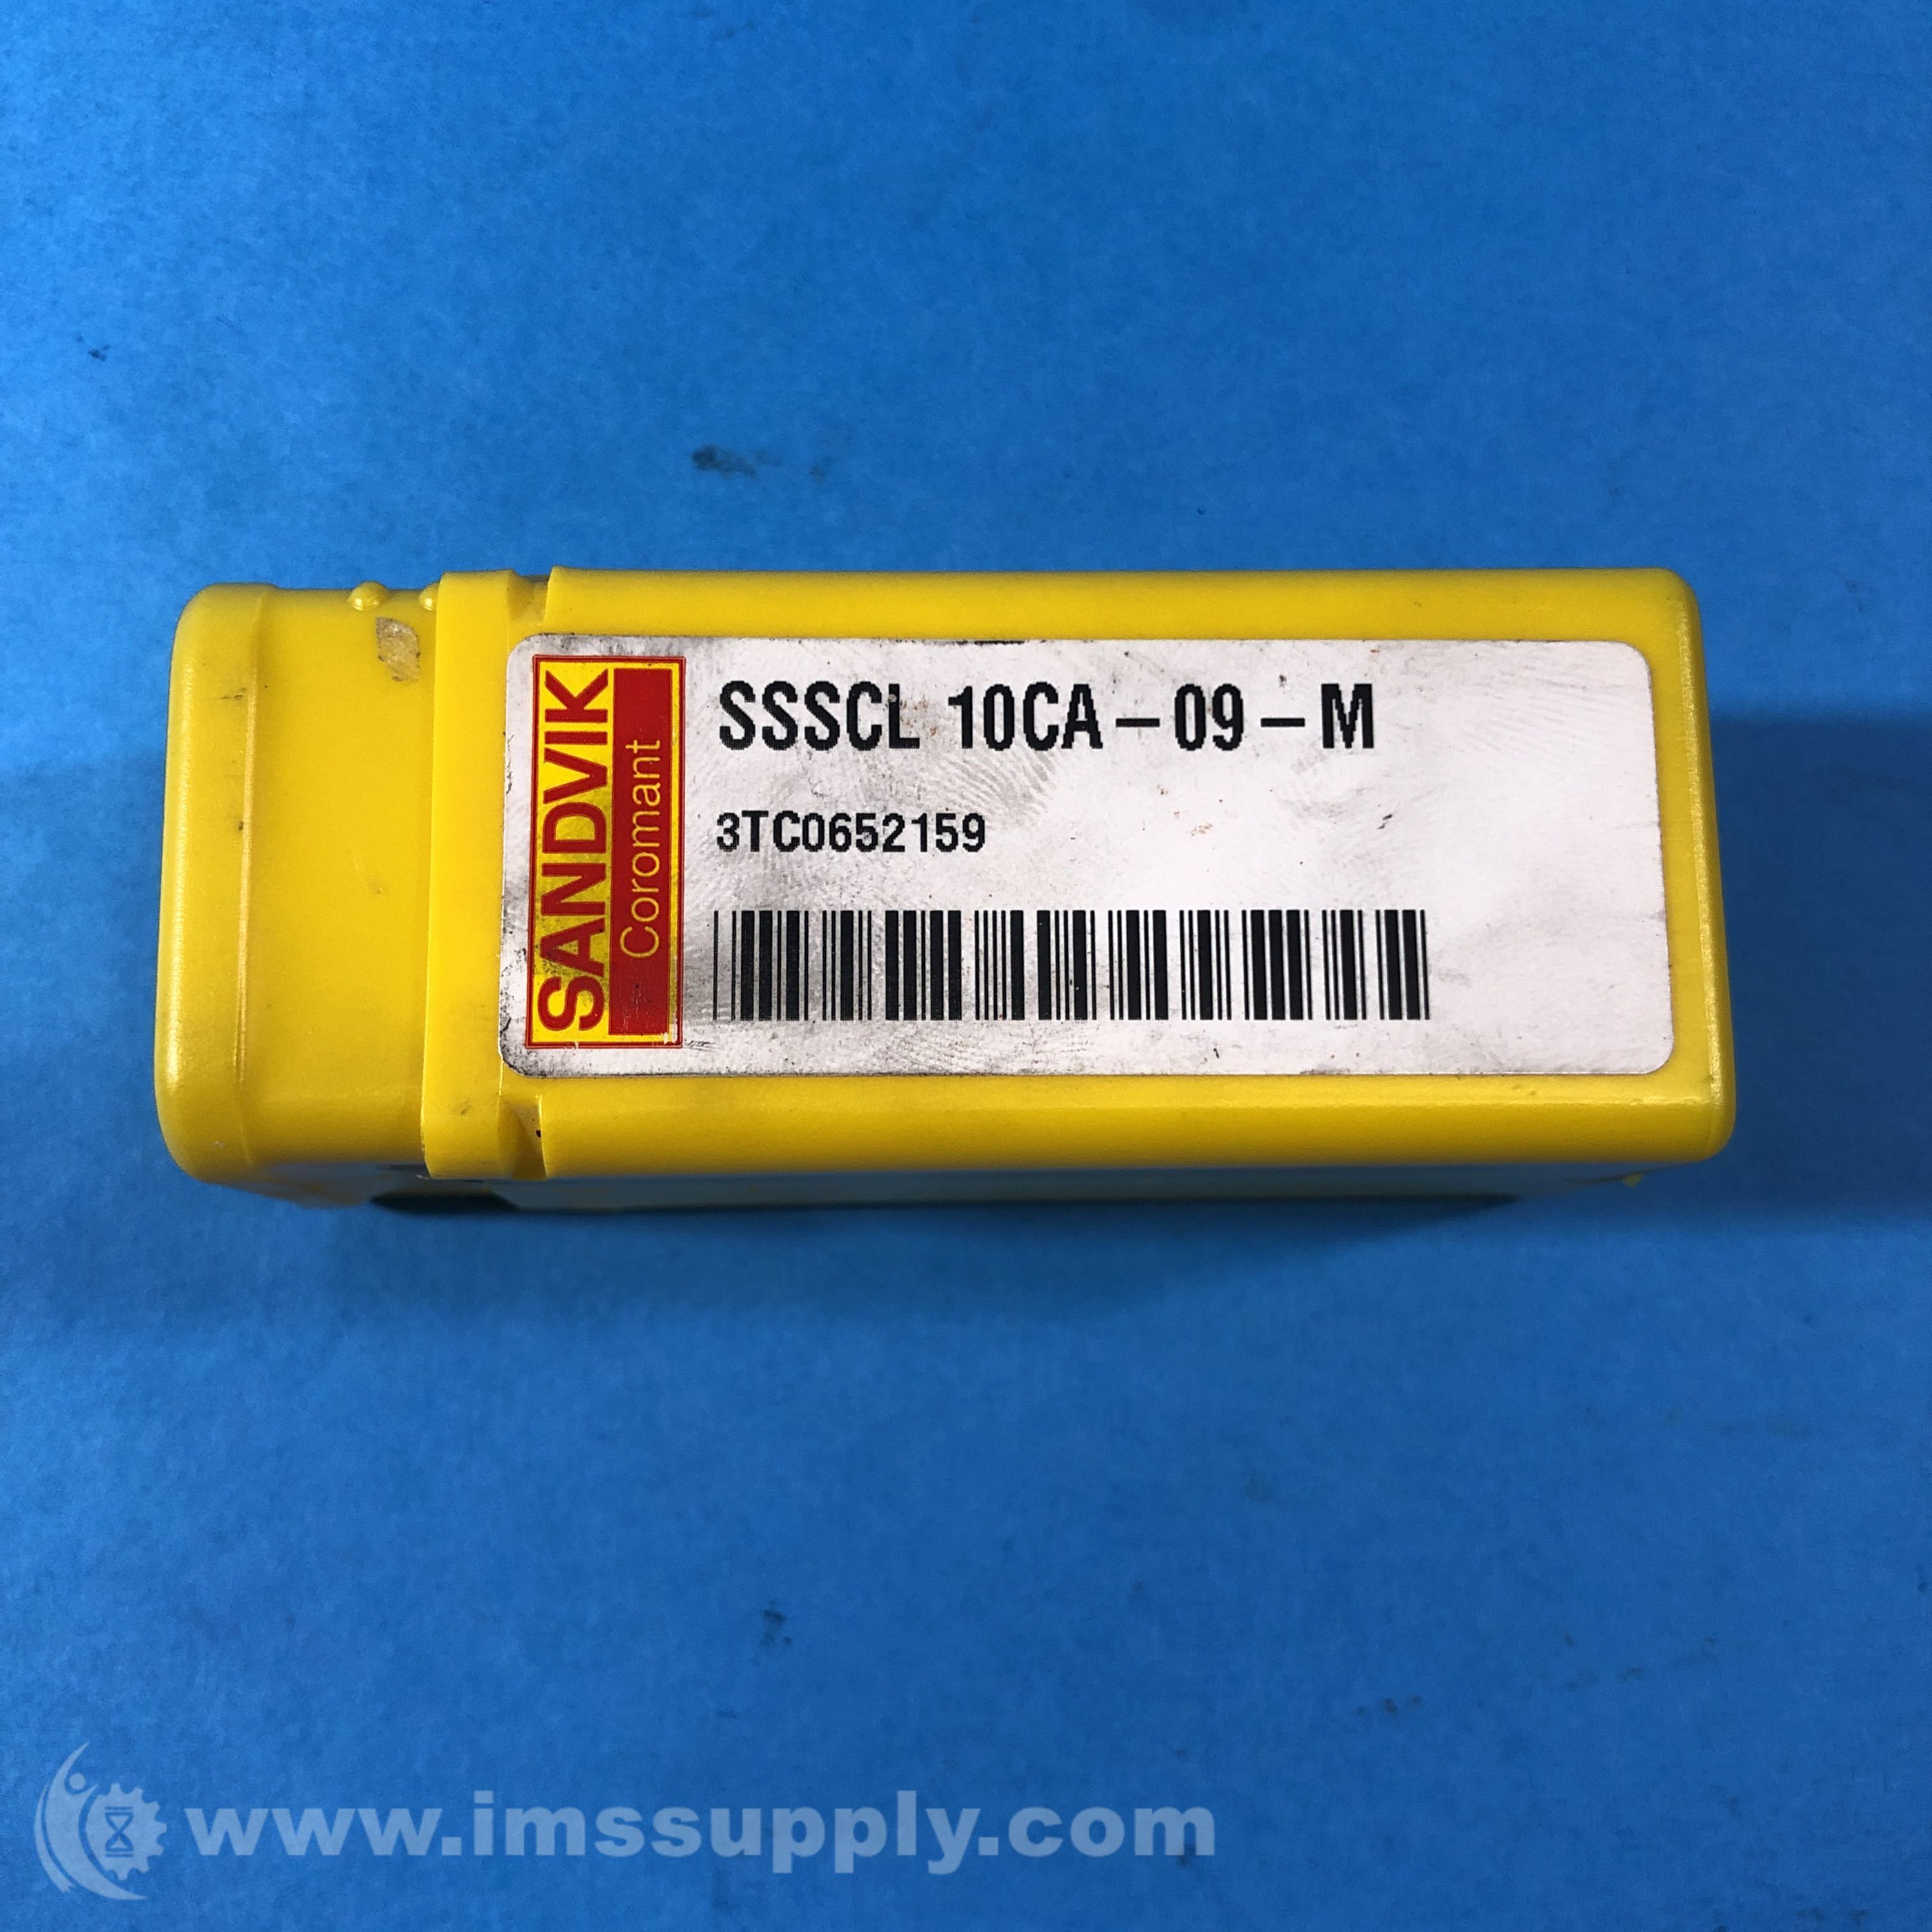 SANDVIK
Coromant
SSSCL 10CA-09-M
3TC0652159
www.imssupply.com